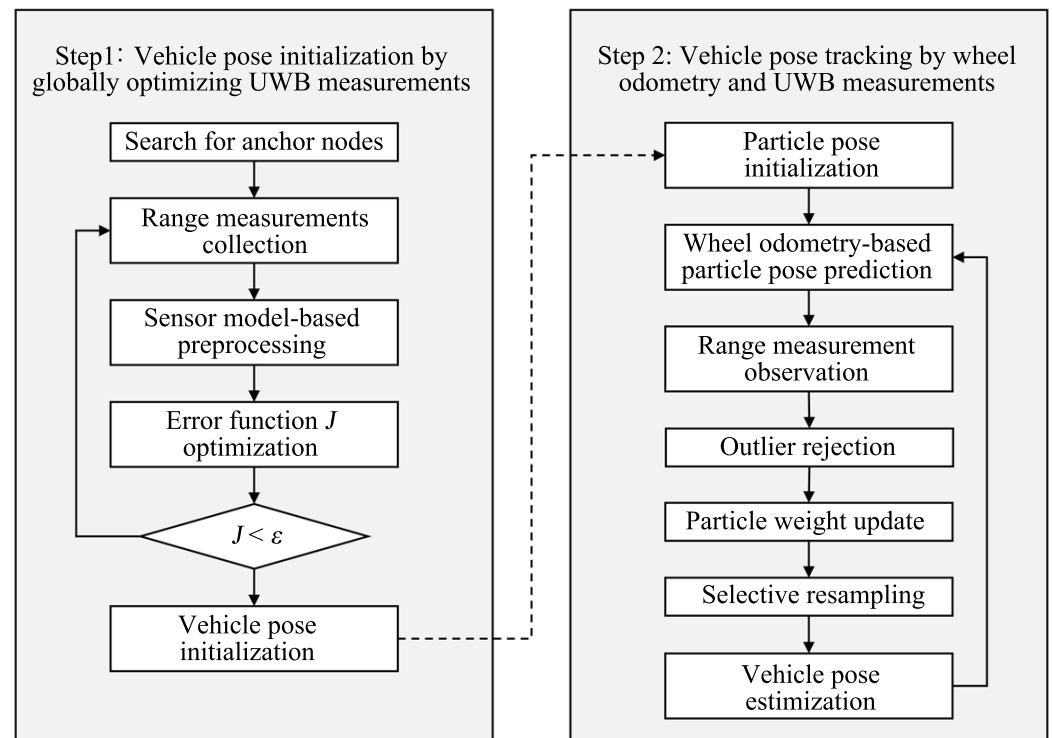 Step1: Vehicle pose initialization by
globally optimizing UWB measurements
Search for anchor nodes
Range measurements
collection
Sensor model-based
preprocessing
Error function J
optimization
J < ε
Vehicle pose
initialization
Step 2: Vehicle pose tracking by wheel
odometry and UWB measurements
Particle pose
initialization
Wheel odometry-based
particle pose prediction
Range measurement
observation
Outlier rejection
Particle weight update
Selective resampling
Vehicle pose
estimization